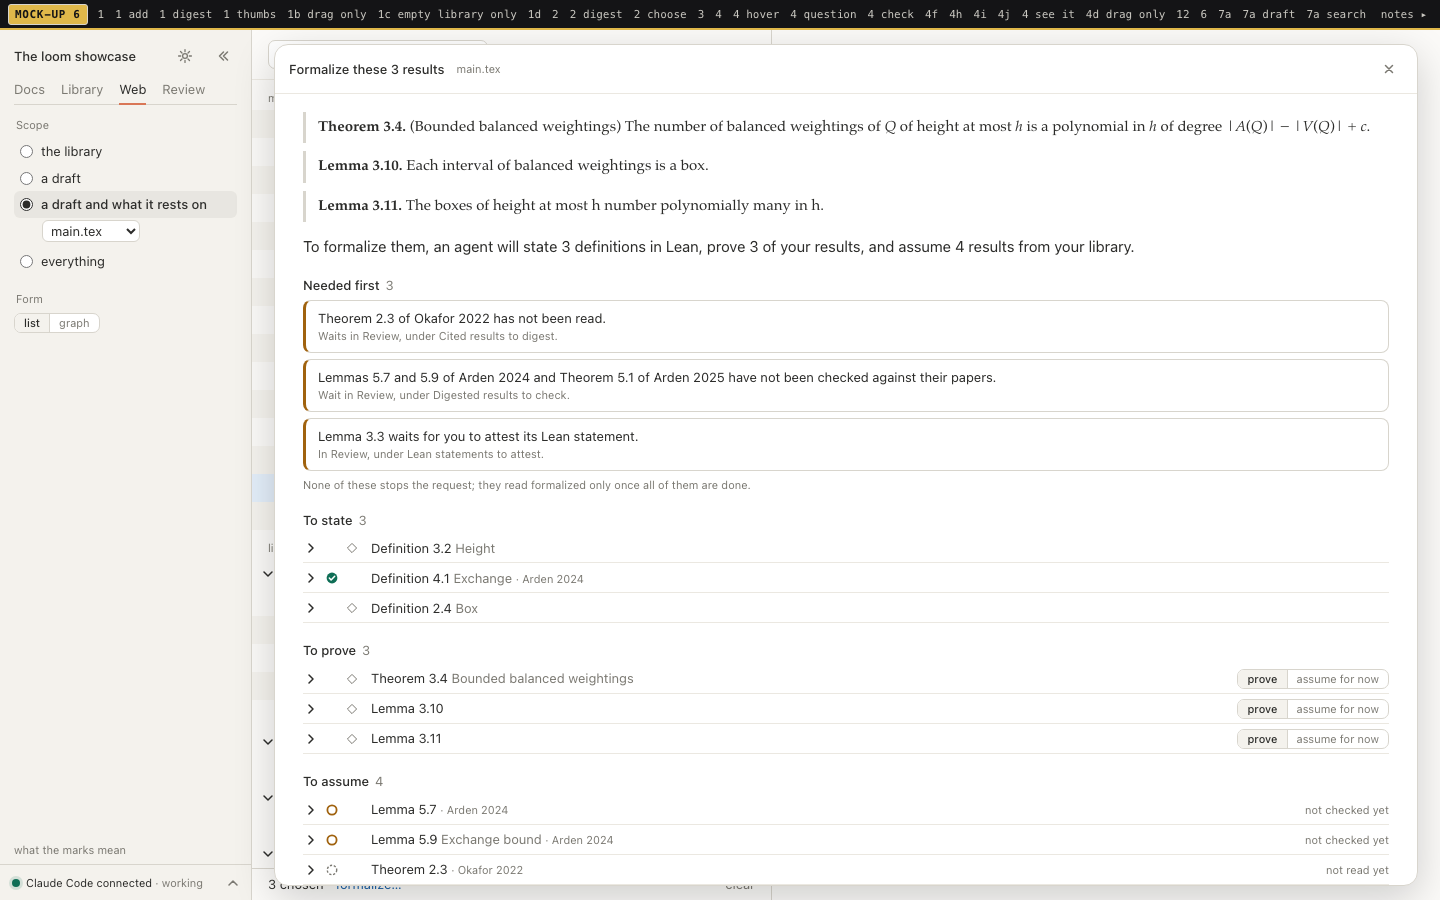 MOCK-UP 6 1 1 add 1 digest 1 thumbs 1b drag only 1c empty library only 1d 2 2 digest 2 choose 3 4 4 hover 4 question 4 check 4f 4h 4i 4j 4 see it 4d drag only 12 6 7a 7a draft 7a search notes ▸
The loom showcase
Docs Library Web Review
Scope
the library
a draft
a draft and what it rests on
main.tex
everything
Form
list graph
what the marks mean
Claude Code connected · working
Formalize these 3 results main.tex
Theorem 3.4. (Bounded balanced weightings) The number of balanced weightings of Q of height at most h is a polynomial in h of degree |A(Q)| − |V(Q)| + c.
Lemma 3.10. Each interval of balanced weightings is a box.
Lemma 3.11. The boxes of height at most h number polynomially many in h.
To formalize them, an agent will state 3 definitions in Lean, prove 3 of your results, and assume 4 results from your library.
Needed first 3
Theorem 2.3 of Okafor 2022 has not been read.
Waits in Review, under Cited results to digest.
Lemmas 5.7 and 5.9 of Arden 2024 and Theorem 5.1 of Arden 2025 have not been checked against their papers.
Wait in Review, under Digested results to check.
Lemma 3.3 waits for you to attest its Lean statement.
In Review, under Lean statements to attest.
None of these stops the request; they read formalized only once all of them are done.
To state 3
Definition 3.2 Height
Definition 4.1 Exchange · Arden 2024
Definition 2.4 Box
To prove 3
Theorem 3.4 Bounded balanced weightings prove assume for now
Lemma 3.10 prove assume for now
Lemma 3.11 prove assume for now
To assume 4
Lemma 5.7 · Arden 2024 not checked yet
Lemma 5.9 Exchange bound · Arden 2024 not checked yet
Theorem 2.3 · Okafor 2022 not read yet